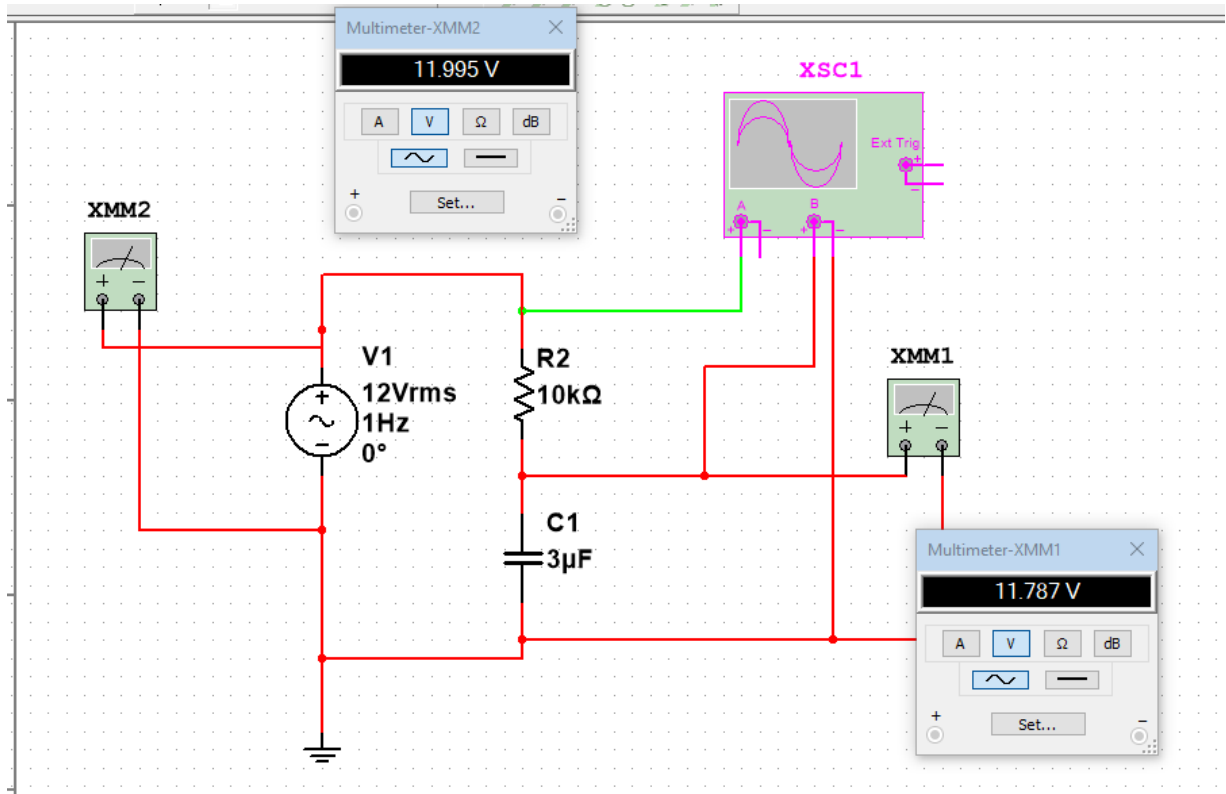 Multimeter-XMM2
11.995 V
A V Ω dB
+ −
Set...
XSC1
Ext Trig
+
−
A B
+ − + −
XMM2
+ −
V1
12Vrms
1Hz
0°
+
−
R2
10kΩ
XMM1
+ −
C1
3µF
Multimeter-XMM1
11.787 V
A V Ω dB
+ −
Set...